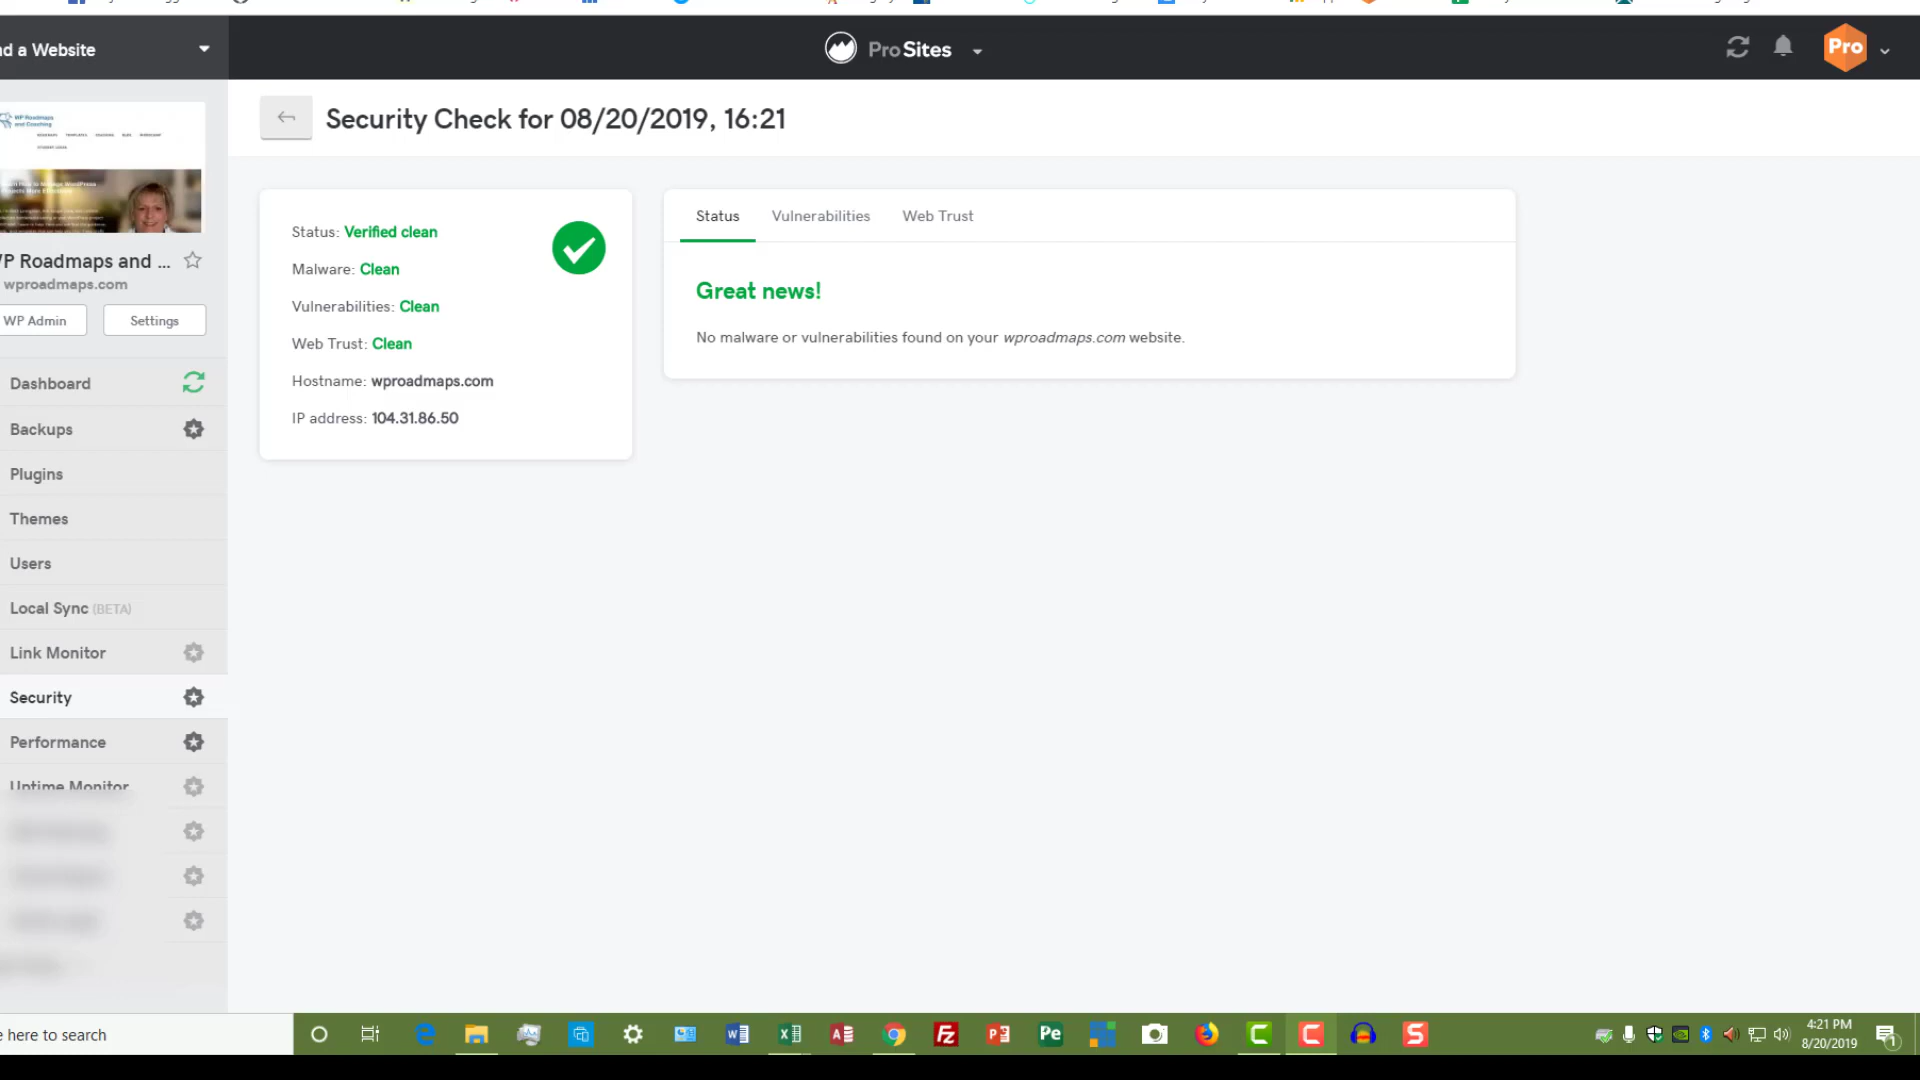 d a Website
Pro Sites
Pro
Security Check for 08/20/2019, 16:21
WP Roadmaps
and Coaching
Status: Verified clean
Malware: Clean
Vulnerabilities: Clean
Web Trust: Clean
Hostname: wproadmaps.com
IP address: 104.31.86.50
Status Vulnerabilities Web Trust
Great news!
No malware or vulnerabilities found on your wproadmaps.com website.
P Roadmaps and ...
wproadmaps.com
WP Admin Settings
Dashboard
Backups
Plugins
Themes
Users
Local Sync (BETA)
Link Monitor
Security
Performance
Uptime Monitor
here to search
4:21 PM
8/20/2019